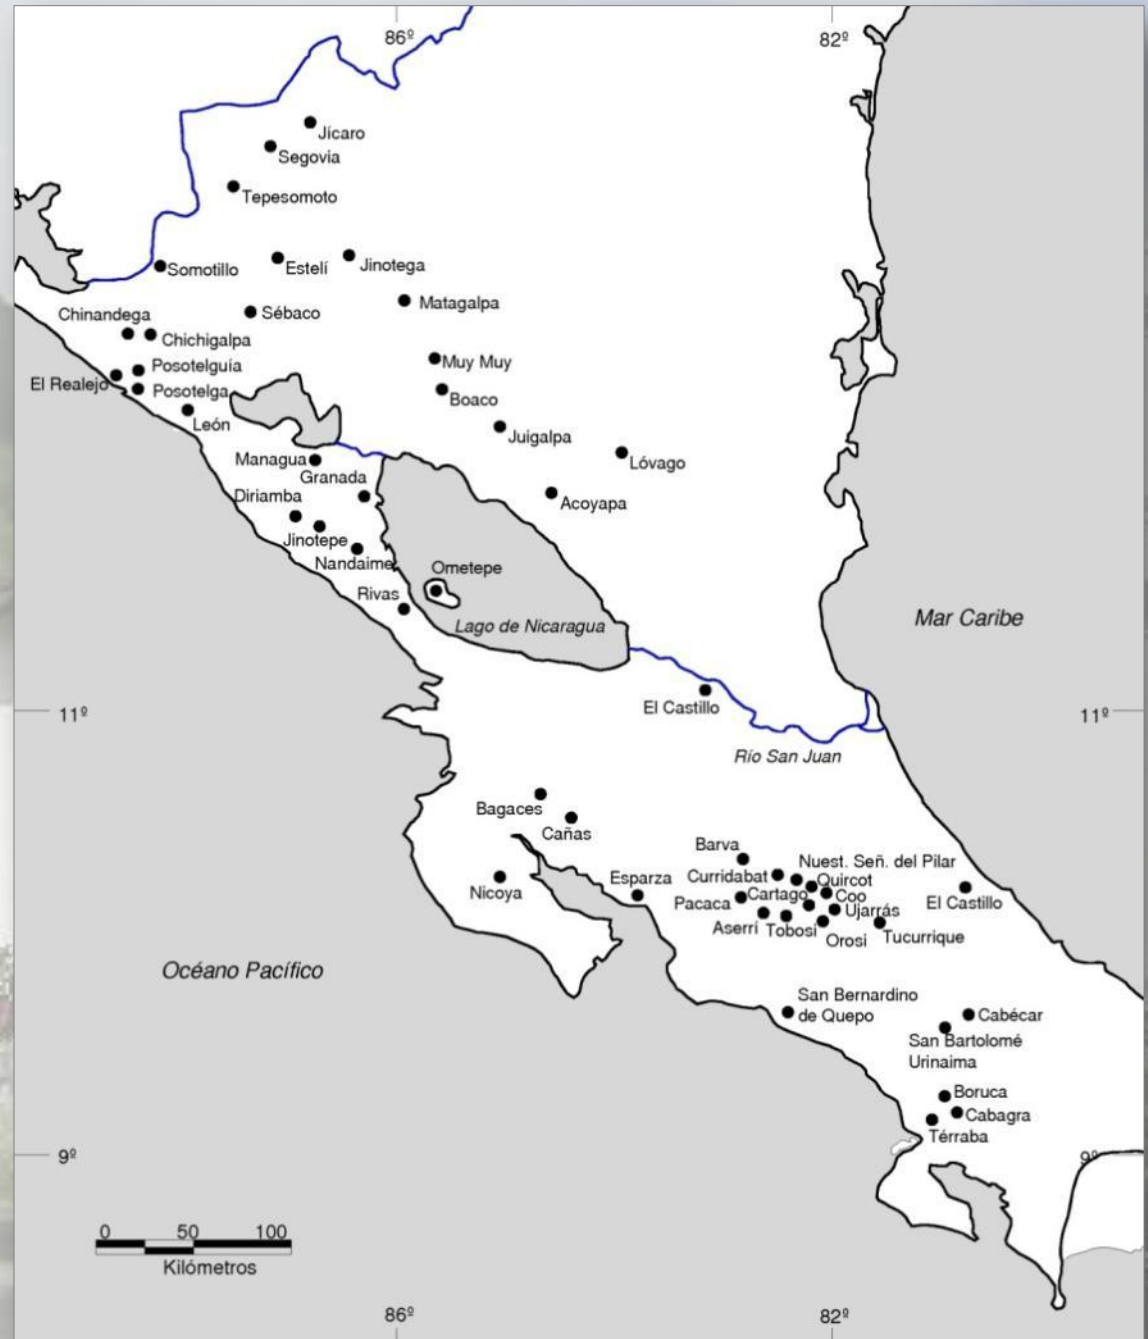 86º
82º
Jícaro
Segovia
Tepesomoto
Somotillo
Estelí
Jinotega
Matagalpa
Sébaco
Chinandega
Chichigalpa
Muy Muy
Posotelguía
El Realejo
Posotelga
Boaco
León
Juigalpa
Managua
Lóvago
Granada
Diriamba
Acoyapa
Jinotepe
Nandaime
Ometepe
Rivas
Lago de Nicaragua
Mar Caribe
El Castillo
11º
11º
Río San Juan
Bagaces
Cañas
Barva
Nuest. Señ. del Pilar
Curridabat
Quircot
Esparza
Nicoya
Cartago
Coo
Pacaca
El Castillo
Ujarrás
Aserrí
Tobosi
Orosi
Tucurrique
Océano Pacífico
San Bernardino
de Quepo
Cabécar
San Bartolomé
Urinaima
Boruca
Cabagra
Térraba
9º
9º
0 50 100
Kilómetros
86º
82º